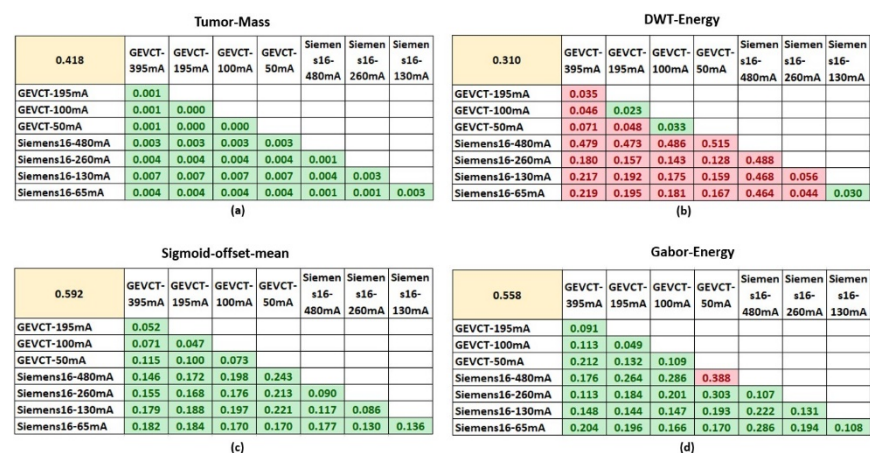 Tumor-Mass
0.418 GEVCT-395mA GEVCT-195mA GEVCT-100mA GEVCT-50mA Siemens16-480mA Siemens16-260mA Siemens16-130mA
GEVCT-195mA 0.001
GEVCT-100mA 0.001 0.000
GEVCT-50mA 0.001 0.000 0.000
Siemens16-480mA 0.003 0.003 0.003 0.003
Siemens16-260mA 0.004 0.004 0.004 0.004 0.001
Siemens16-130mA 0.007 0.007 0.007 0.007 0.004 0.003
Siemens16-65mA 0.004 0.004 0.004 0.004 0.001 0.001 0.003
(a)
DWT-Energy
0.310 GEVCT-395mA GEVCT-195mA GEVCT-100mA GEVCT-50mA Siemens16-480mA Siemens16-260mA Siemens16-130mA
GEVCT-195mA 0.035
GEVCT-100mA 0.046 0.023
GEVCT-50mA 0.071 0.048 0.033
Siemens16-480mA 0.479 0.473 0.486 0.515
Siemens16-260mA 0.180 0.157 0.143 0.128 0.488
Siemens16-130mA 0.217 0.192 0.175 0.159 0.468 0.056
Siemens16-65mA 0.219 0.195 0.181 0.167 0.464 0.044 0.030
(b)
Sigmoid-offset-mean
0.592 GEVCT-395mA GEVCT-195mA GEVCT-100mA GEVCT-50mA Siemens16-480mA Siemens16-260mA Siemens16-130mA
GEVCT-195mA 0.052
GEVCT-100mA 0.071 0.047
GEVCT-50mA 0.115 0.100 0.073
Siemens16-480mA 0.146 0.172 0.198 0.243
Siemens16-260mA 0.155 0.168 0.176 0.213 0.090
Siemens16-130mA 0.179 0.188 0.197 0.221 0.117 0.086
Siemens16-65mA 0.182 0.184 0.170 0.170 0.177 0.130 0.136
(c)
Gabor-Energy
0.558 GEVCT-395mA GEVCT-195mA GEVCT-100mA GEVCT-50mA Siemens16-480mA Siemens16-260mA Siemens16-130mA
GEVCT-195mA 0.091
GEVCT-100mA 0.113 0.049
GEVCT-50mA 0.212 0.132 0.109
Siemens16-480mA 0.176 0.264 0.286 0.388
Siemens16-260mA 0.113 0.184 0.201 0.303 0.107
Siemens16-130mA 0.148 0.144 0.147 0.193 0.222 0.131
Siemens16-65mA 0.204 0.196 0.166 0.170 0.286 0.194 0.108
(d)